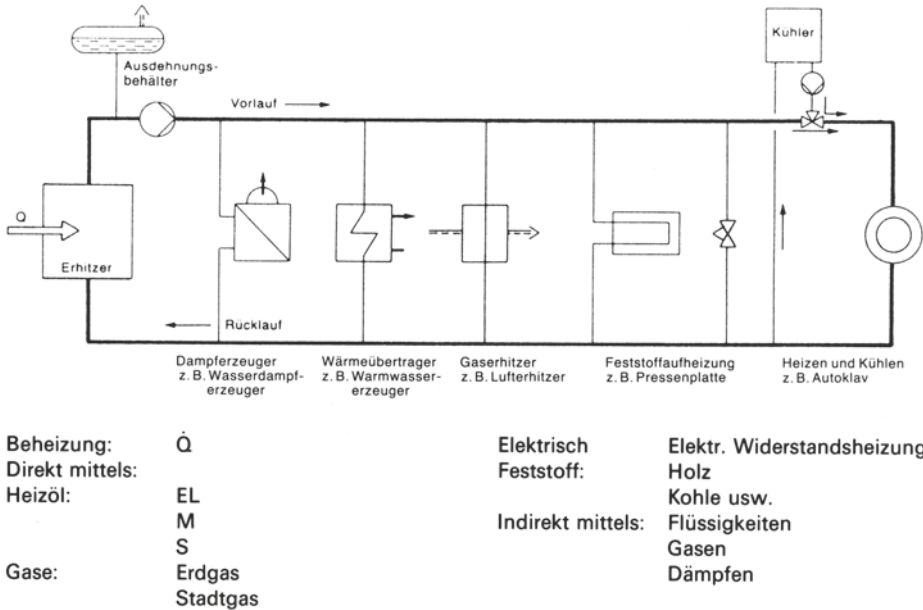 Kühler
Ausdehnungs-
behälter
Vorlauf
Q̇
Erhitzer
Rücklauf
Dampferzeuger
z. B. Wasserdampf-
erzeuger
Wärmeübertrager
z. B. Warmwasser-
erzeuger
Gaserhitzer
z. B. Lufterhitzer
Feststoffaufheizung
z. B. Pressenplatte
Heizen und Kühlen
z. B. Autoklav
Beheizung: Q̇
Direkt mittels:
Heizöl: EL
M
S
Gase: Erdgas
Stadtgas
Elektrisch Elektr. Widerstandsheizung
Feststoff: Holz
Kohle usw.
Indirekt mittels: Flüssigkeiten
Gasen
Dämpfen